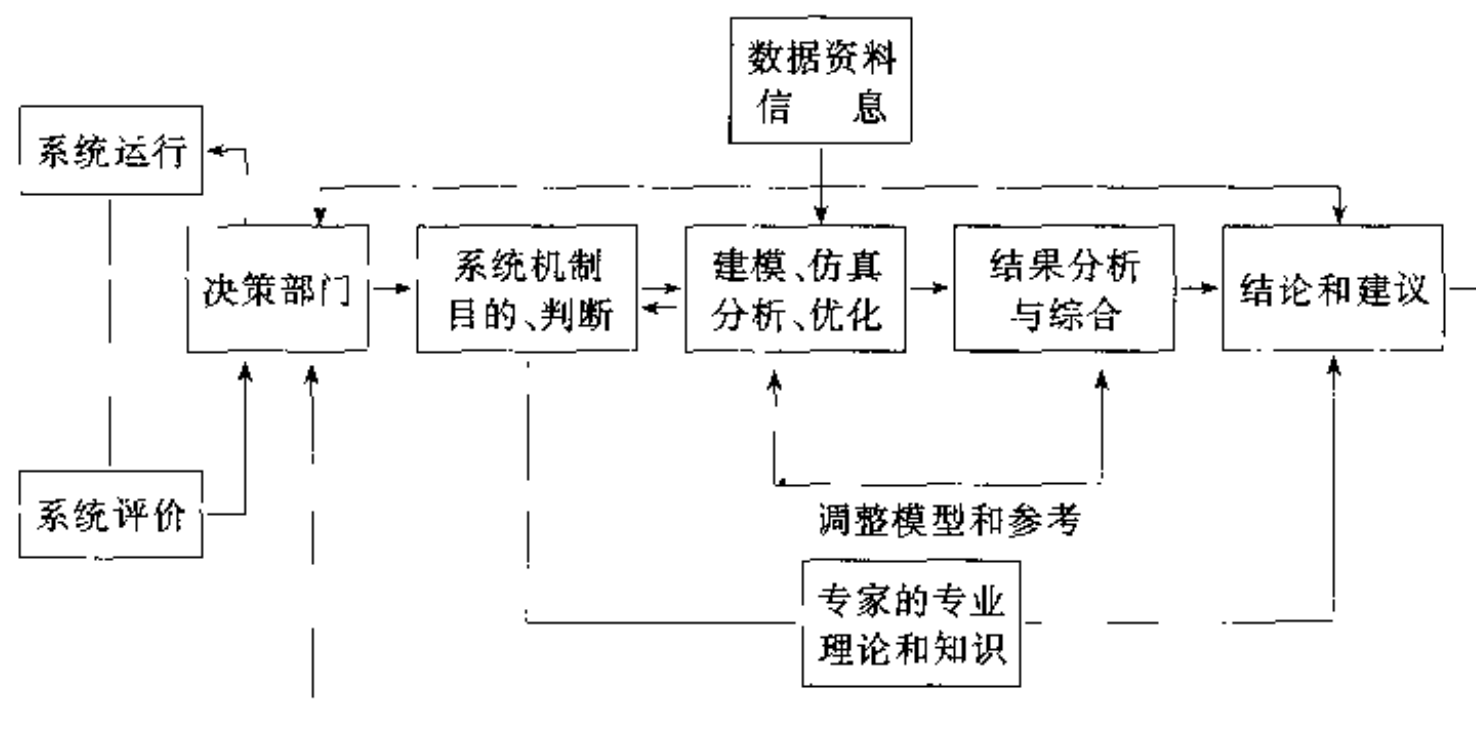 数据资料
信 息
系统运行
决策部门
系统机制
目的、判断
建模、仿真
分析、优化
结果分析
与综合
结论和建议
系统评价
调整模型和参考
专家的专业
理论和知识